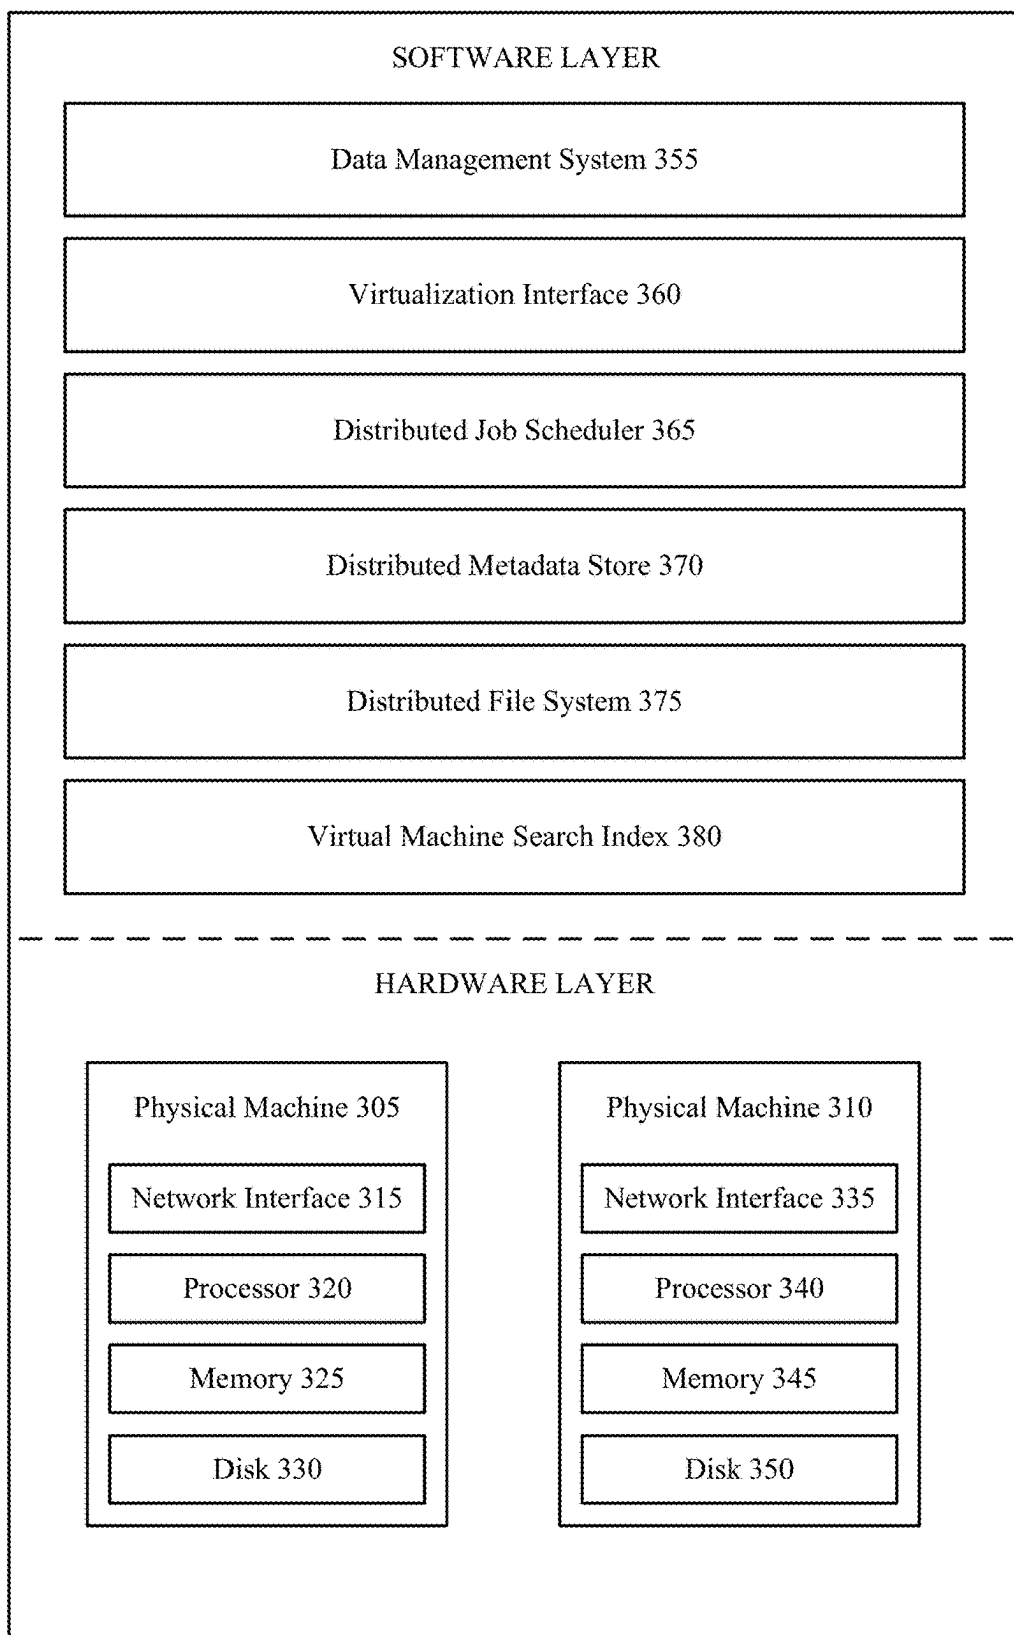 SOFTWARE LAYER
Data Management System 355
Virtualization Interface 360
Distributed Job Scheduler 365
Distributed Metadata Store 370
Distributed File System 375
Virtual Machine Search Index 380
HARDWARE LAYER
Physical Machine 305
Network Interface 315
Processor 320
Memory 325
Disk 330
Physical Machine 310
Network Interface 335
Processor 340
Memory 345
Disk 350